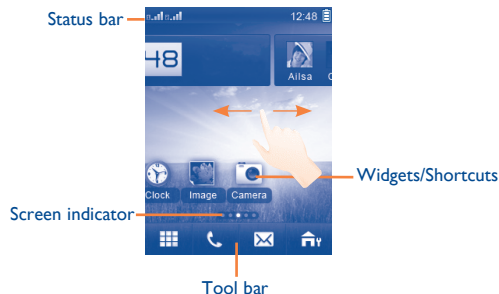 Status bar
12:48
48
Ailsa
Widgets/Shortcuts
Clock Image Camera
Screen indicator
Tool bar